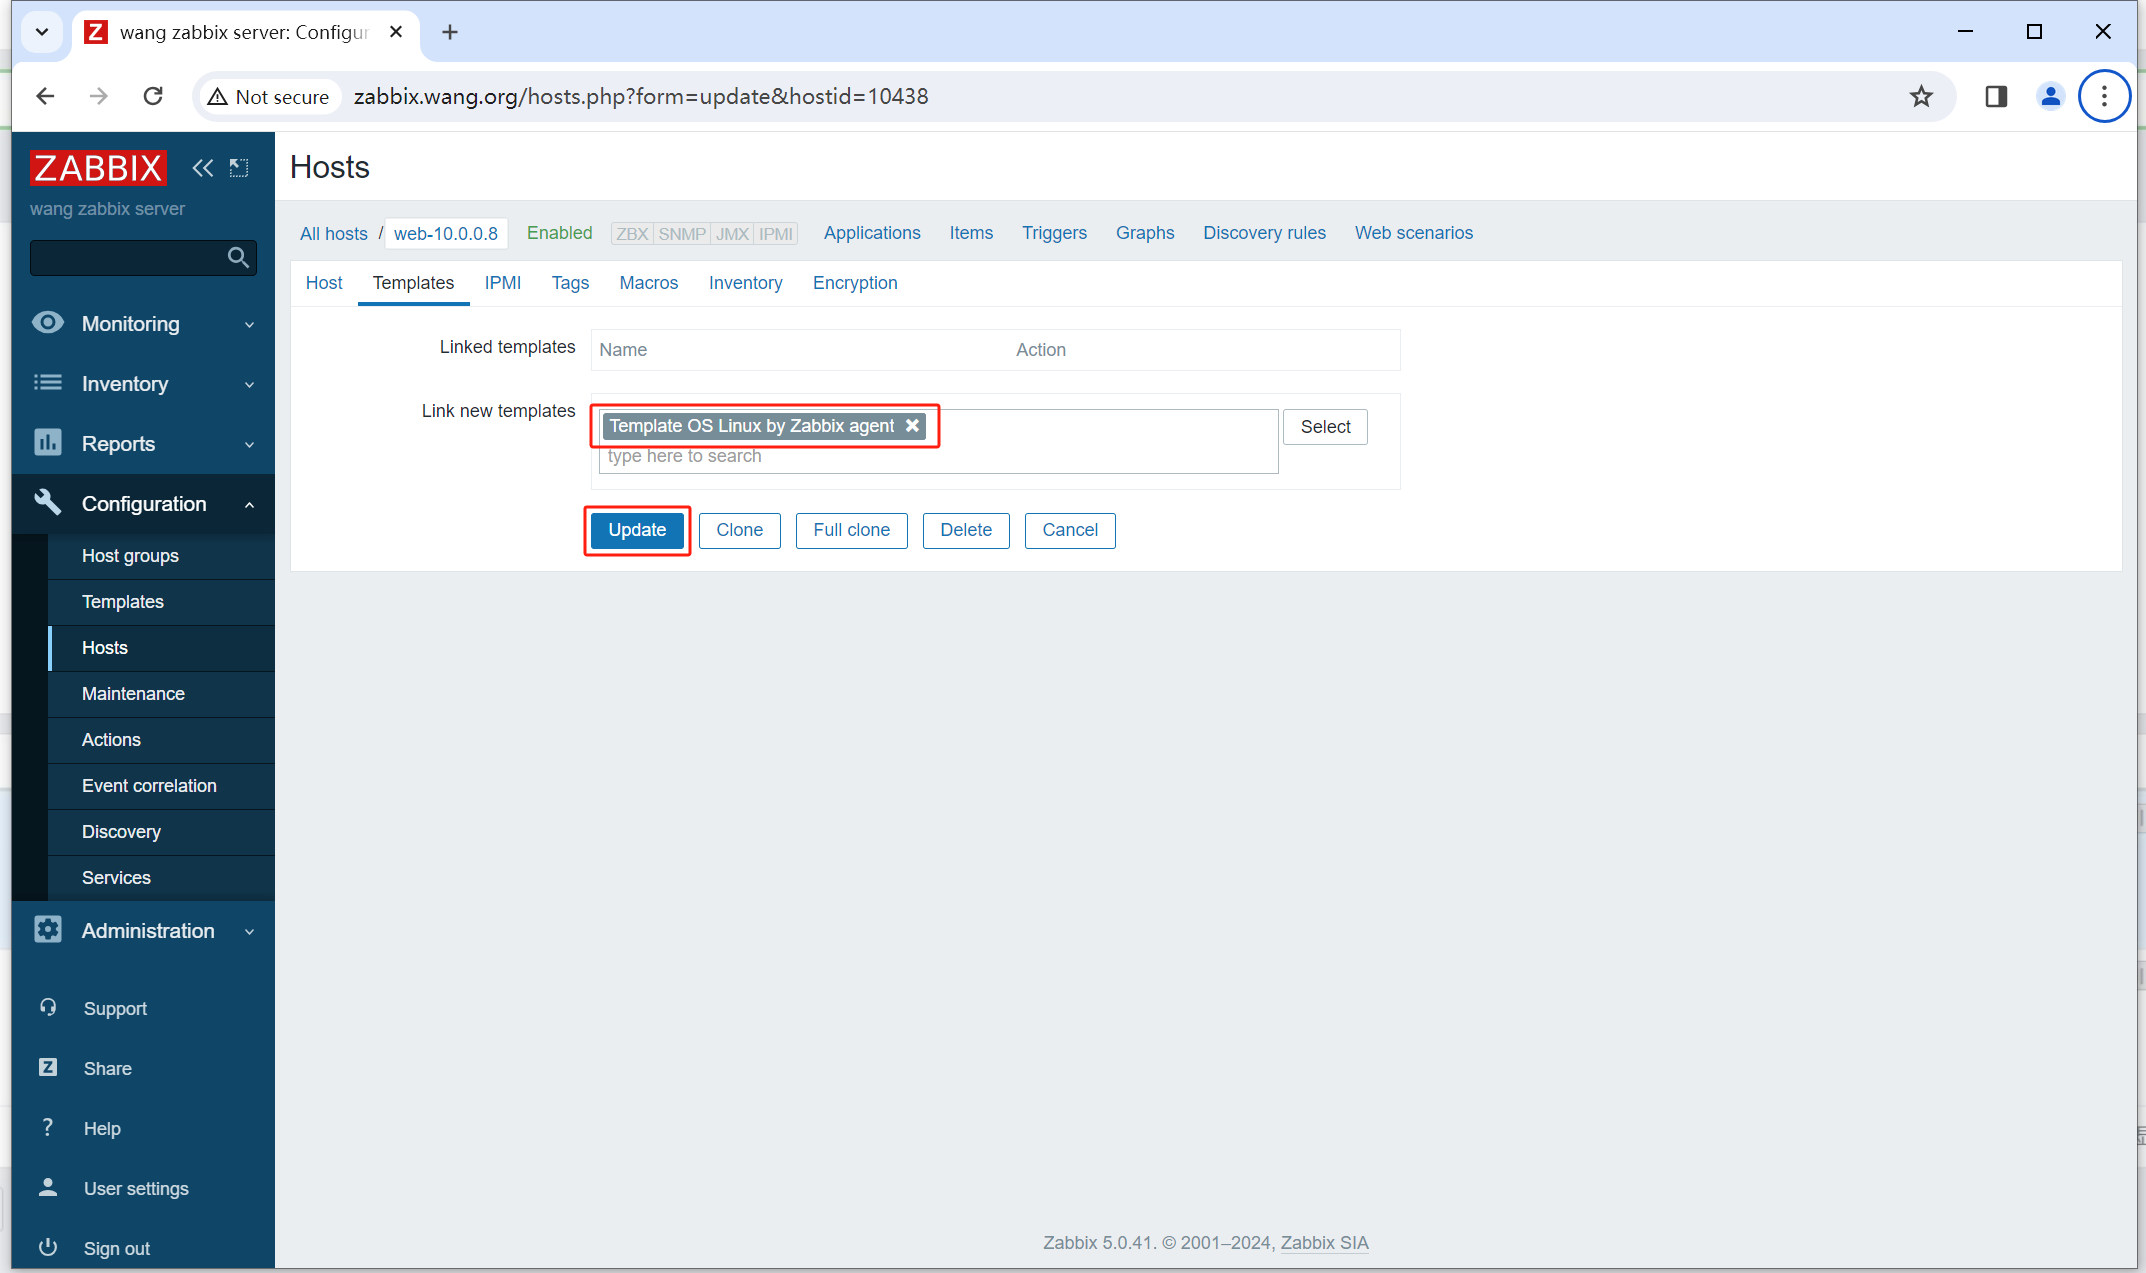 wang zabbix server: Configur
Not secure
zabbix.wang.org/hosts.php?form=update&hostid=10438
ZABBIX
wang zabbix server
Monitoring
Inventory
Reports
Configuration
Host groups
Templates
Hosts
Maintenance
Actions
Event correlation
Discovery
Services
Administration
Support
Share
Help
User settings
Sign out
Hosts
All hosts / web-10.0.0.8 Enabled ZBX SNMP JMX IPMI Applications Items Triggers Graphs Discovery rules Web scenarios
Host Templates IPMI Tags Macros Inventory Encryption
Linked templates Name Action
Link new templates Template OS Linux by Zabbix agent Select
type here to search
Update Clone Full clone Delete Cancel
Zabbix 5.0.41. © 2001–2024, Zabbix SIA